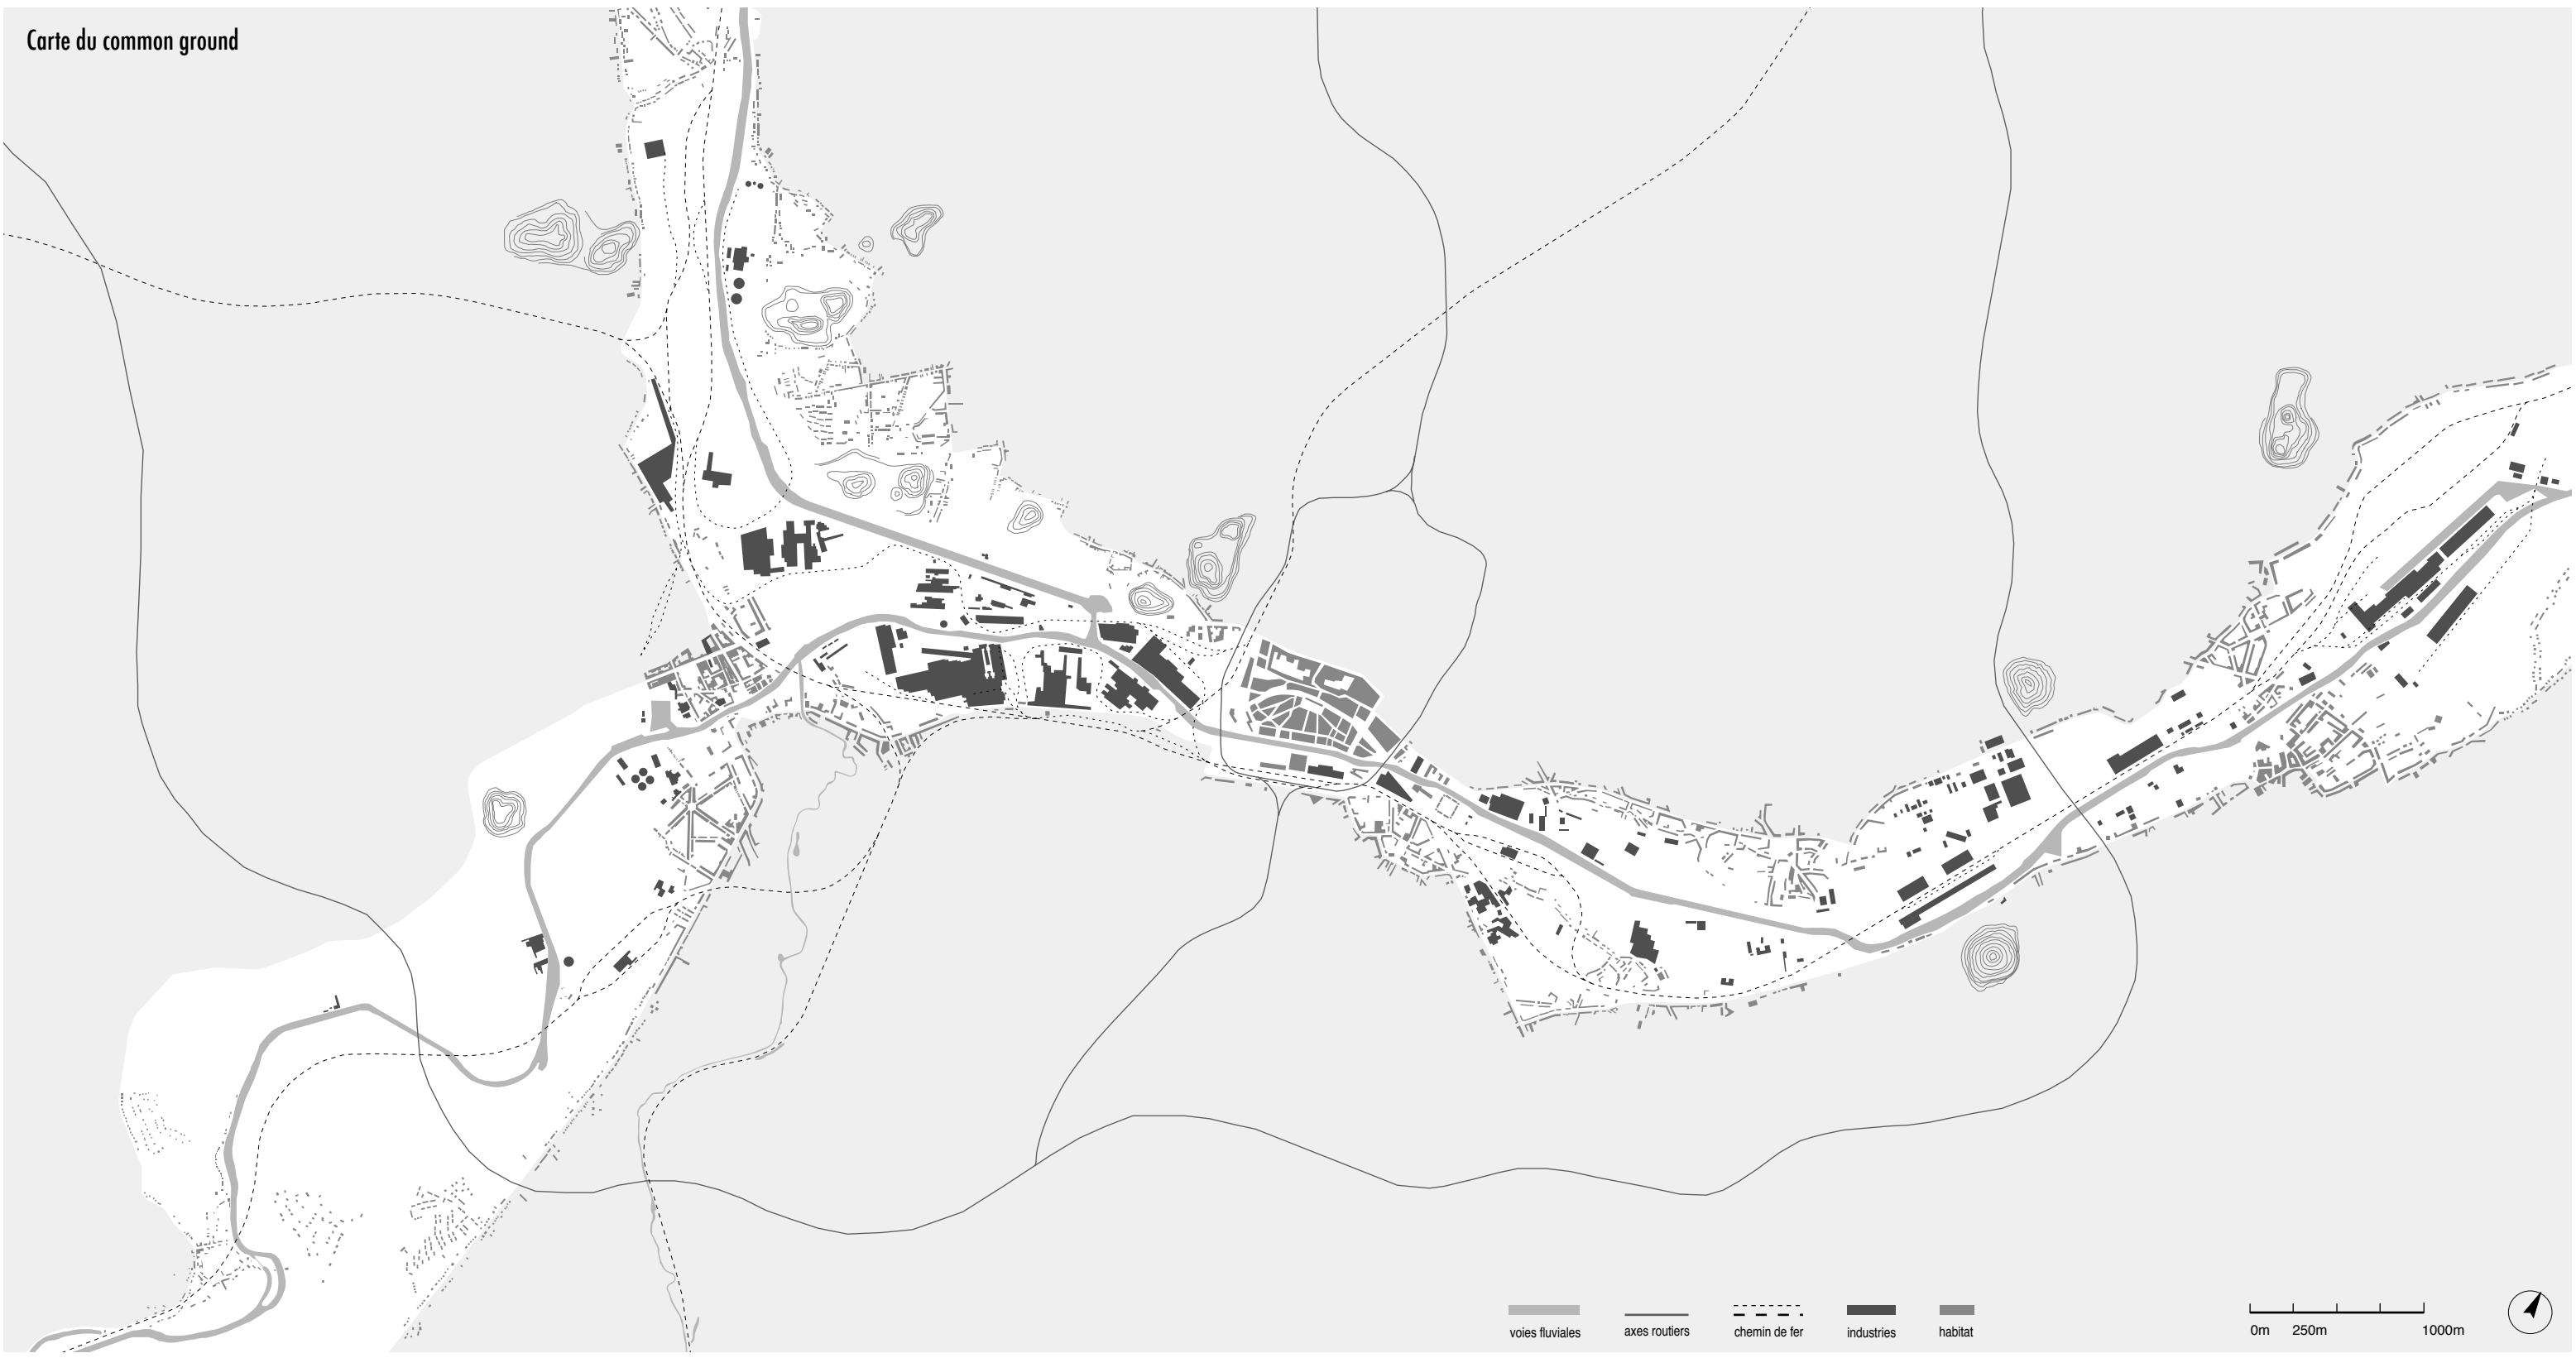 Carte du common ground
voies fluviales
axes routiers
chemin de fer
industries
habitat
0m 250m 1000m